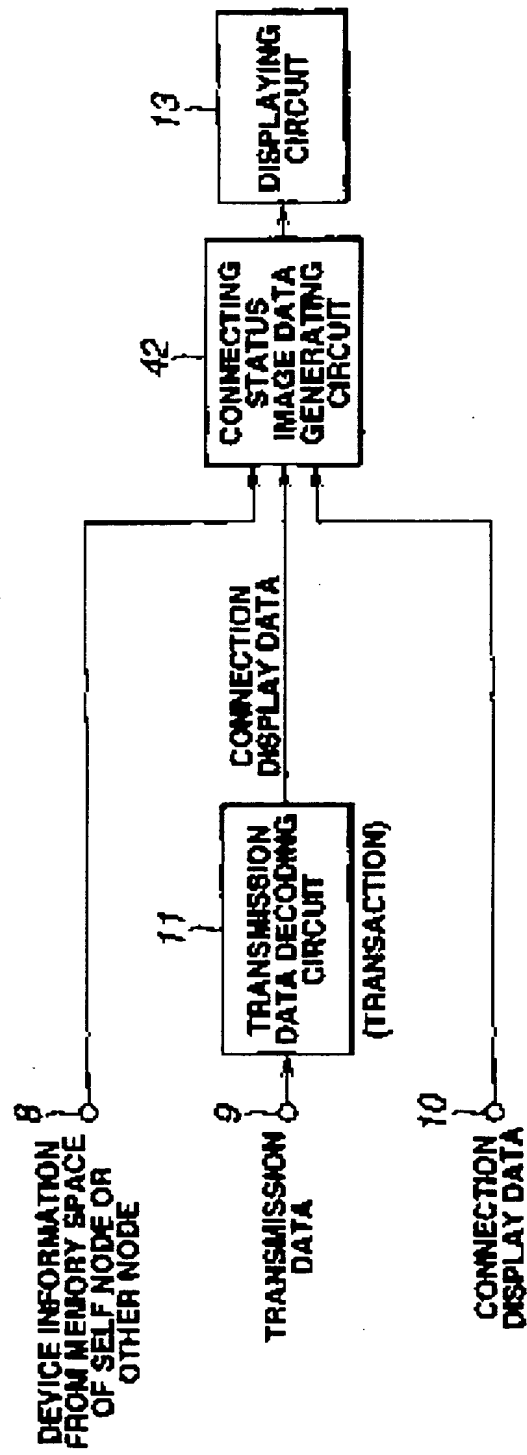 8
DEVICE INFORMATION
FROM MEMORY SPACE
OF SELF NODE OR
OTHER NODE
9
TRANSMISSION
DATA
10
CONNECTION
DISPLAY DATA
11
TRANSMISSION
DATA DECODING
CIRCUIT
(TRANSACTION)
CONNECTION
DISPLAY DATA
42
CONNECTING
STATUS
IMAGE DATA
GENERATING
CIRCUIT
13
DISPLAYING
CIRCUIT